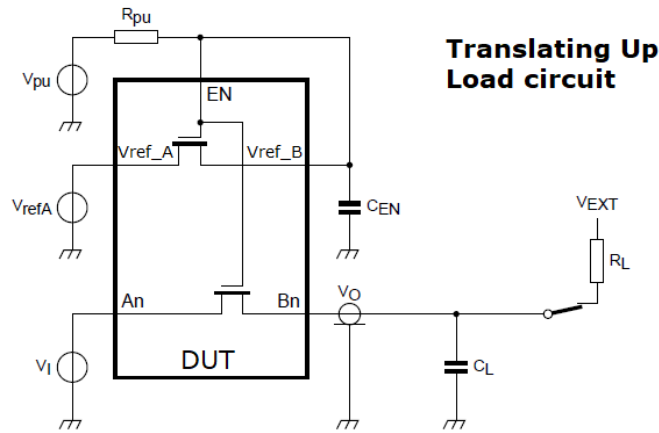 Rpu
Translating Up
Load circuit
Vpu
EN
Vref_A
Vref_B
VrefA
CEN
VEXT
RL
An
Bn
VO
VI
DUT
CL